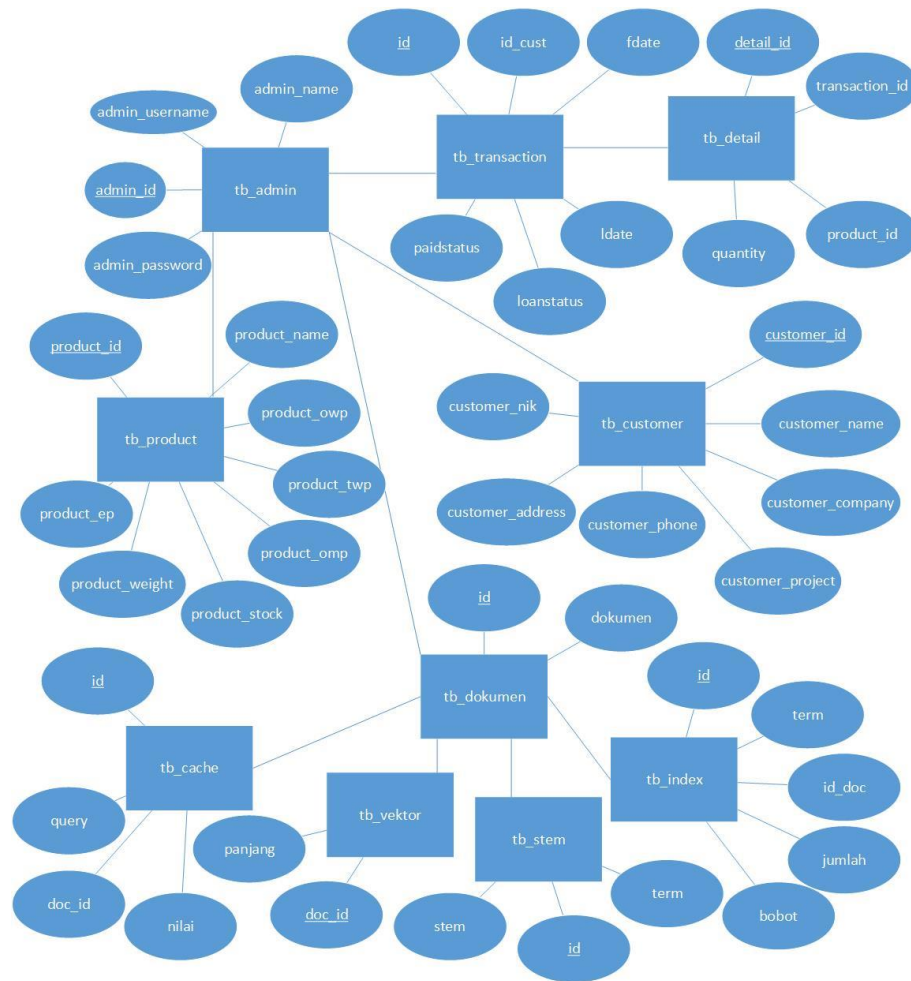 id
id_cust
fdate
detail_id
admin_name
transaction_id
admin_username
tb_transaction
tb_detail
admin_id
tb_admin
ldate
product_id
paidstatus
quantity
admin_password
loanstatus
product_name
customer_id
product_id
customer_nik
product_owp
tb_product
tb_customer
customer_name
product_twp
customer_company
product_ep
customer_address
customer_phone
product_omp
product_weight
customer_project
product_stock
id
dokumen
id
id
tb_dokumen
term
tb_cache
tb_index
id_doc
query
tb_vektor
panjang
tb_stem
jumlah
term
doc_id
nilai
doc_id
stem
bobot
id